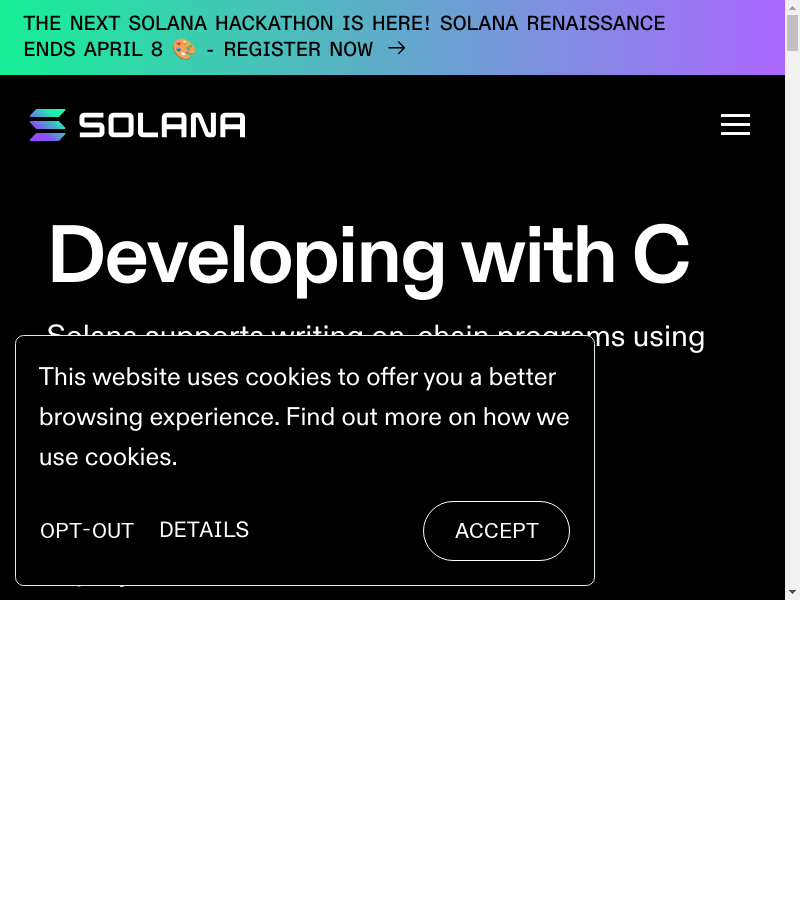 THE NEXT SOLANA HACKATHON IS HERE! SOLANA RENAISSANCE
ENDS APRIL 8 🎨 - REGISTER NOW →
SOLANA
Developing with C
Solana supports writing on-chain programs using
This website uses cookies to offer you a better
browsing experience. Find out more on how we
use cookies.
OPT-OUT DETAILS ACCEPT